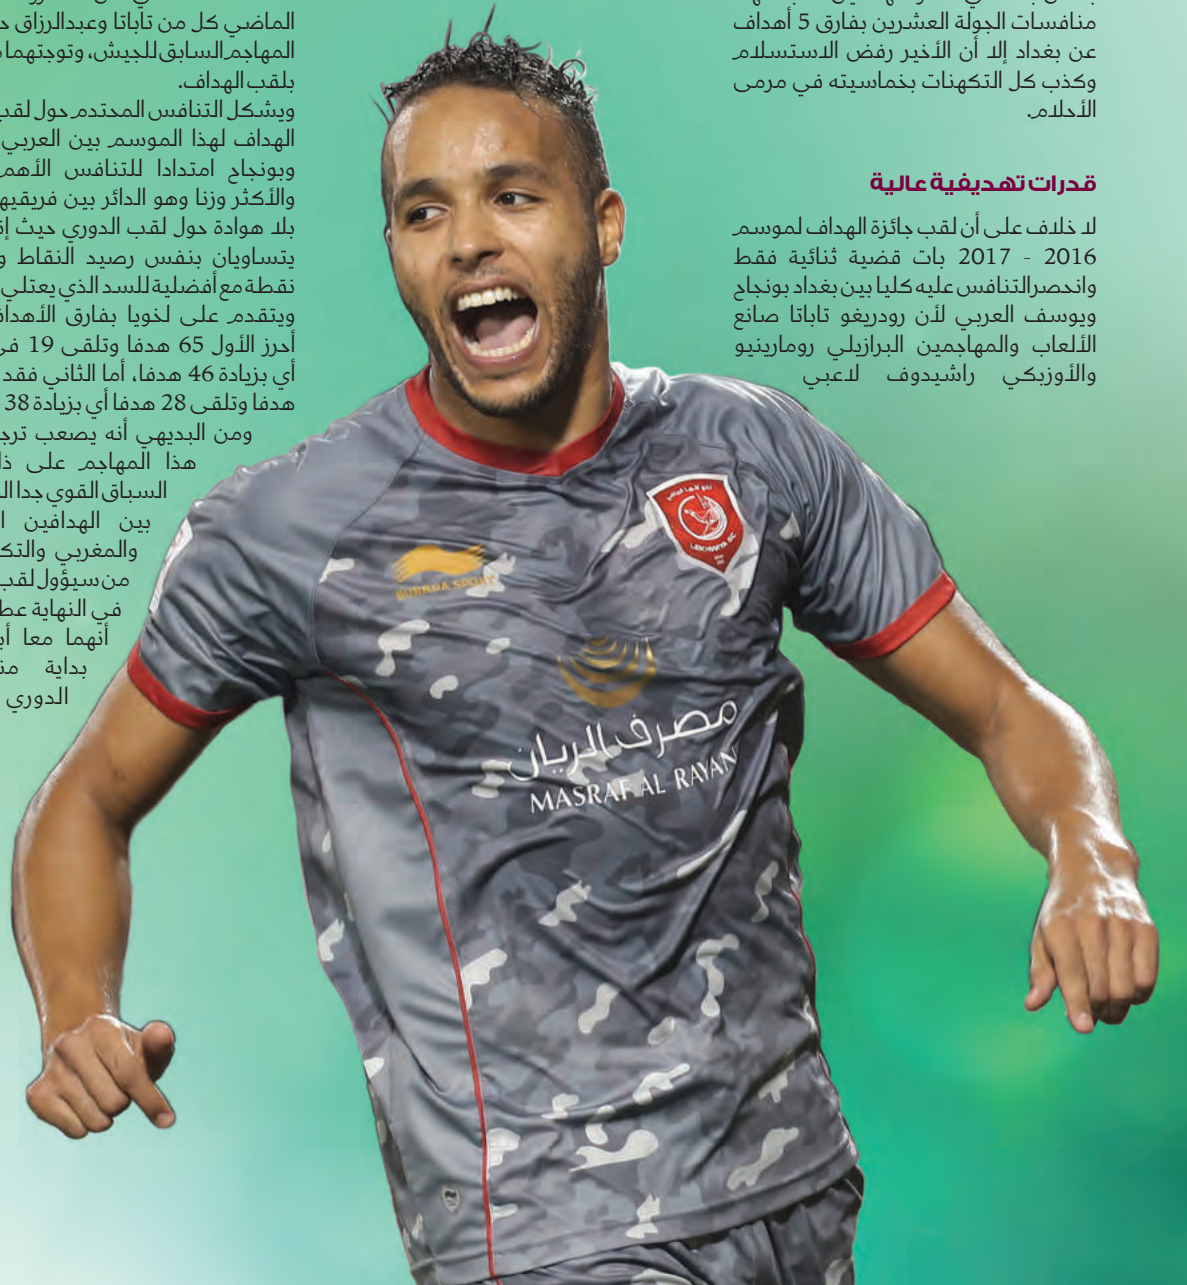 منافسات الجولة العشرين بفارق 5 أهداف
عن بغداد إلا أن الأخير رفض الاستسلام
وكذب كل التكهنات بخماسيته في مرمى
الأحلام.
قدرات تهديفية عالية
لا خلاف على أن لقب جائزة الهداف لموسم
2016 - 2017 بات قضية ثنائية فقط
وانحصر التنافس عليه كليا بين بغداد بونجاح
ويوسف العربي لأن رودريغو تاباتا صانع
الألعاب والمهاجمين البرازيلي رومارينيو
والأوزبكي راشيدوف لاعبي
الماضي كل من تاباتا وعبدالرزاق
المهاجم السابق للجيش، وتوجتهما
بلقب الهداف.
ويشكل التنافس المحتدم حول لقب
الهداف لهذا الموسم بين العربي
وبونجاح امتدادا للتنافس الأهم
والأكثر وزنا وهو الدائر بين
بلا هوادة حول لقب الدوري حيث
يتساويان بنفس رصيد النقاط
نقطة مع أفضلية للسد الذي يعتلي
ويتقدم على لخويا بفارق
أحرز الأول 65 هدفا وتلقى 19
أي بزيادة 46 هدفا، أما الثاني فقد
هدفا وتلقى 28 هدفا أي بزيادة 38
ومن البديهي أنه يصعب
هذا المهاجم على
السباق القوي جدا
بين الهدافين
والمغربي
من سيؤول لقب
في النهاية
أنهما معا
بداية
الدوري
LEKHWIYA SC
BURRDA SPORT
مصرف الريان
MASRAF AL RAYAN